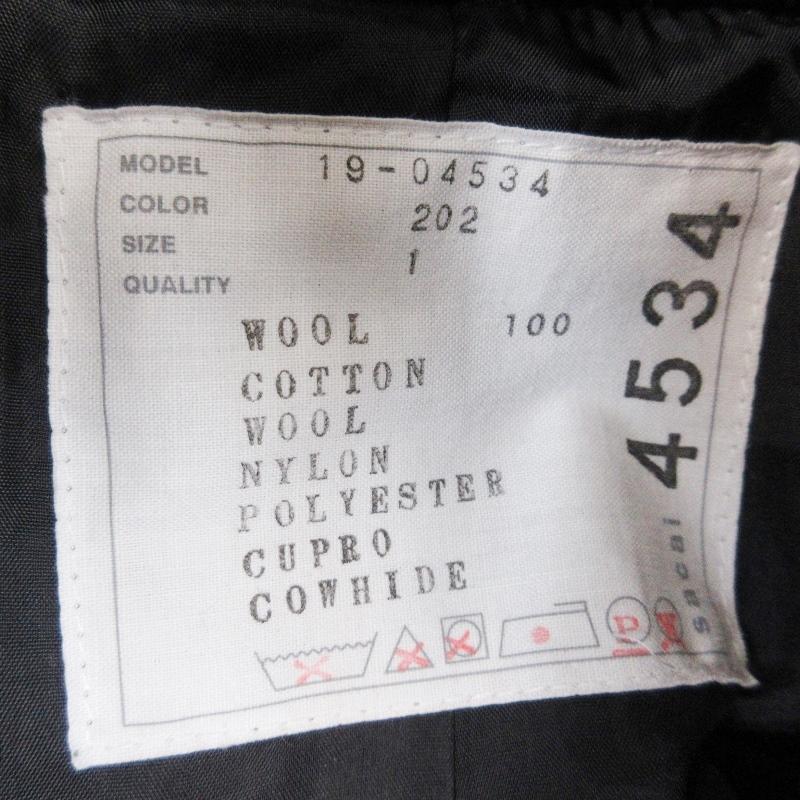 MODEL 19-04534
COLOR 202
SIZE 1
QUALITY
WOOL 100
COTTON
WOOL
NYLON
POLYESTER
CUPRO
COWHIDE
P
sacai 4534